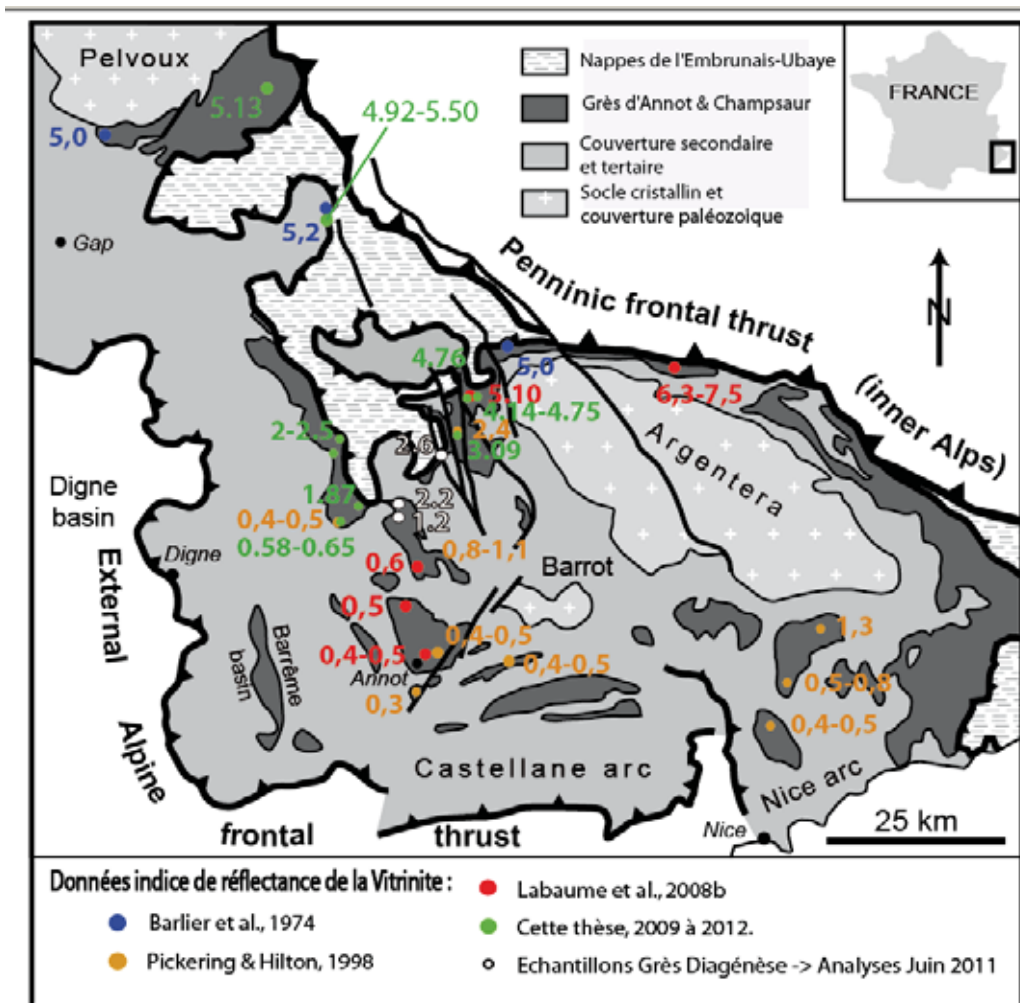 Pelvoux
Nappes de l'Embrunais-Ubaye
Grès d'Annot & Champsaur
Couverture secondaire
et tertaire
Socle cristallin et
couverture paléozoique
FRANCE
5.13
4.92-5.50
5,0
5,2
Gap
N
Penninic frontal thrust
(inner Alps)
4,76
5,0
5.10
4.14-4.75
6,3-7,5
2,4
2.6
3.09
2-2.5
Argentera
Digne
basin
1.87
2.2
1.2
0,4-0,5
0.58-0.65
0,8-1,1
Digne
0,6
Barrot
0,5
0,4-0,5
1,3
0,4-0,5
0,4-0,5
Annot
0,3
0,5-0,8
0,4-0,5
Barrême
basin
External
Alpine
frontal thrust
Castellane arc
Nice arc
Nice
25 km
Données indice de réflectance de la Vitrinite :
Barlier et al., 1974
Pickering & Hilton, 1998
Labaume et al., 2008b
Cette thèse, 2009 à 2012.
Echantillons Grès Diagénèse -> Analyses Juin 2011